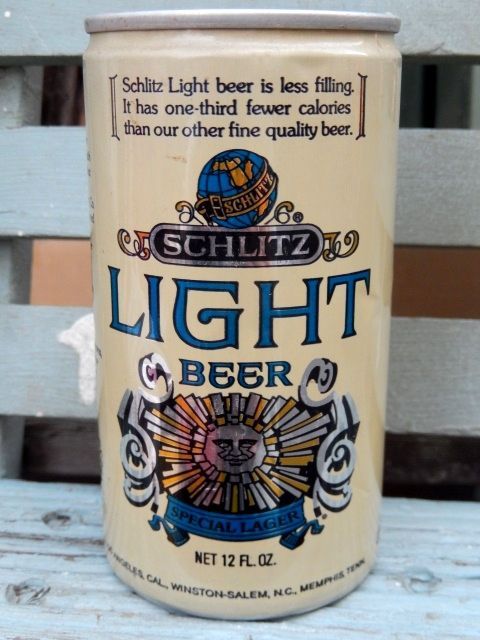 Schlitz Light beer is less filling.
It has one-third fewer calories
than our other fine quality beer.
SCHLITZ
®
SCHLITZ
LIGHT
BEER
SPECIAL LAGER
NET 12 FL. OZ.
ANGELES, CAL., WINSTON-SALEM, N.C., MEMPHIS, TENN.